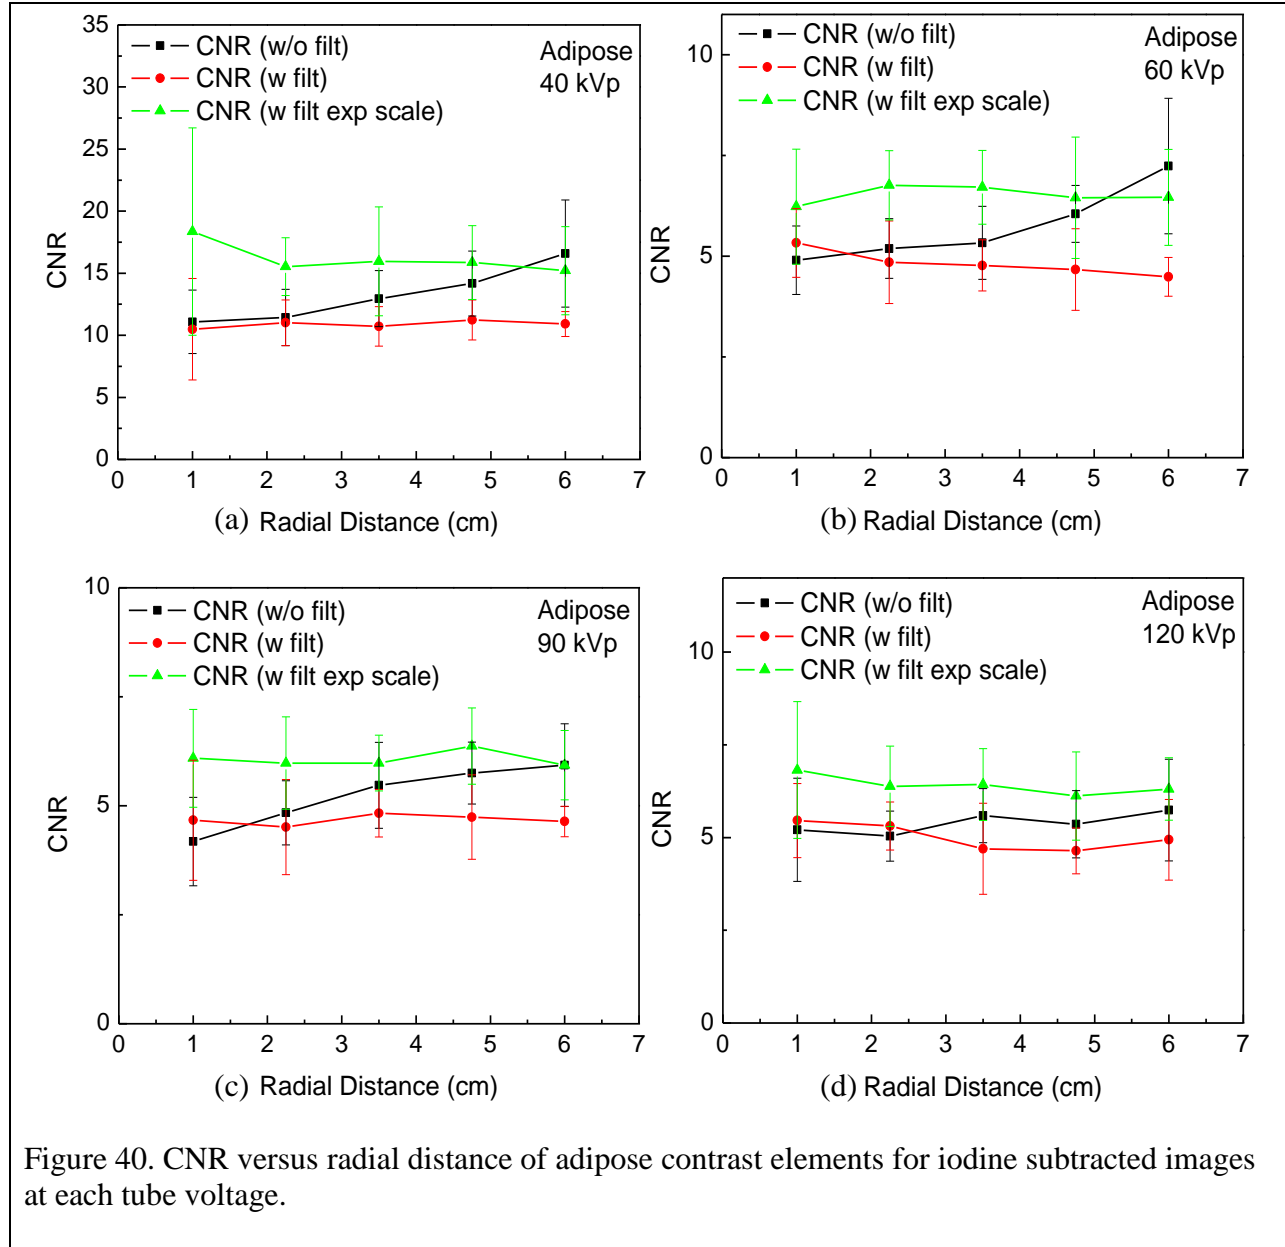 35
30
25
20
15
10
5
0
CNR
CNR (w/o filt)
CNR (w filt)
CNR (w filt exp scale)
Adipose
40 kVp
0 1 2 3 4 5 6 7
(a) Radial Distance (cm)
10
5
0
CNR
CNR (w/o filt)
CNR (w filt)
CNR (w filt exp scale)
Adipose
60 kVp
0 1 2 3 4 5 6 7
(b) Radial Distance (cm)
10
5
0
CNR
CNR (w/o filt)
CNR (w filt)
CNR (w filt exp scale)
Adipose
90 kVp
0 1 2 3 4 5 6 7
(c) Radial Distance (cm)
10
5
0
CNR
CNR (w/o filt)
CNR (w filt)
CNR (w filt exp scale)
Adipose
120 kVp
0 1 2 3 4 5 6 7
(d) Radial Distance (cm)
Figure 40. CNR versus radial distance of adipose contrast elements for iodine subtracted images
at each tube voltage.